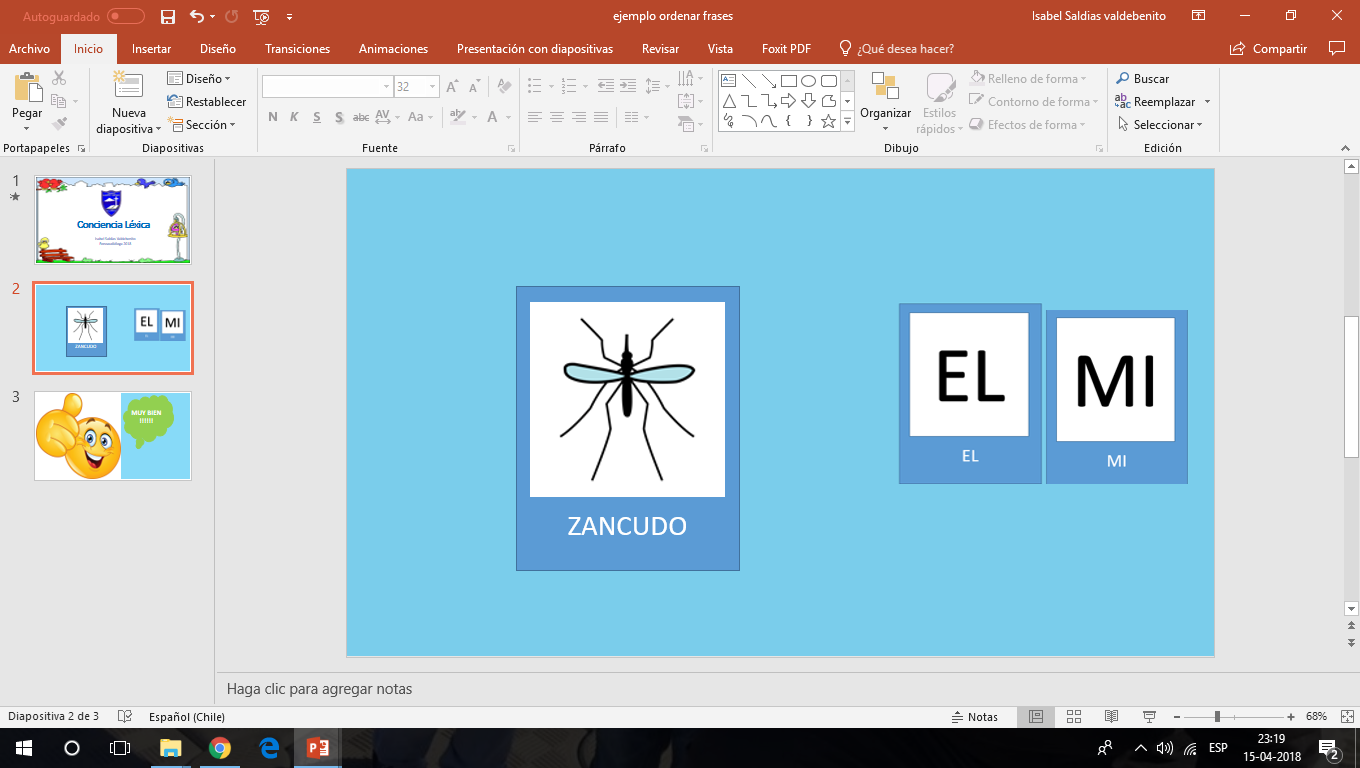 Autoguardado
ejemplo ordenar frases
Isabel Saldias valdebenito
Archivo Inicio Insertar Diseño Transiciones Animaciones Presentación con diapositivas Revisar Vista Foxit PDF ¿Qué desea hacer? Compartir
Pegar
Portapapeles
Nueva diapositiva
Diseño
Restablecer
Sección
Diapositivas
32
N K S S abc AV Aa ab A
Fuente
Párrafo
Organizar
Estilos rápidos
Relleno de forma
Contorno de forma
Efectos de forma
Dibujo
Buscar
Reemplazar
Seleccionar
Edición
1
Conciencia Léxica
2
ZANCUDO
EL
MI
3
MUY BIEN
!!!!!!
ZANCUDO
EL
EL
MI
MI
Haga clic para agregar notas
Diapositiva 2 de 3 Español (Chile) Notas 68%
ESP
23:19
15-04-2018
2